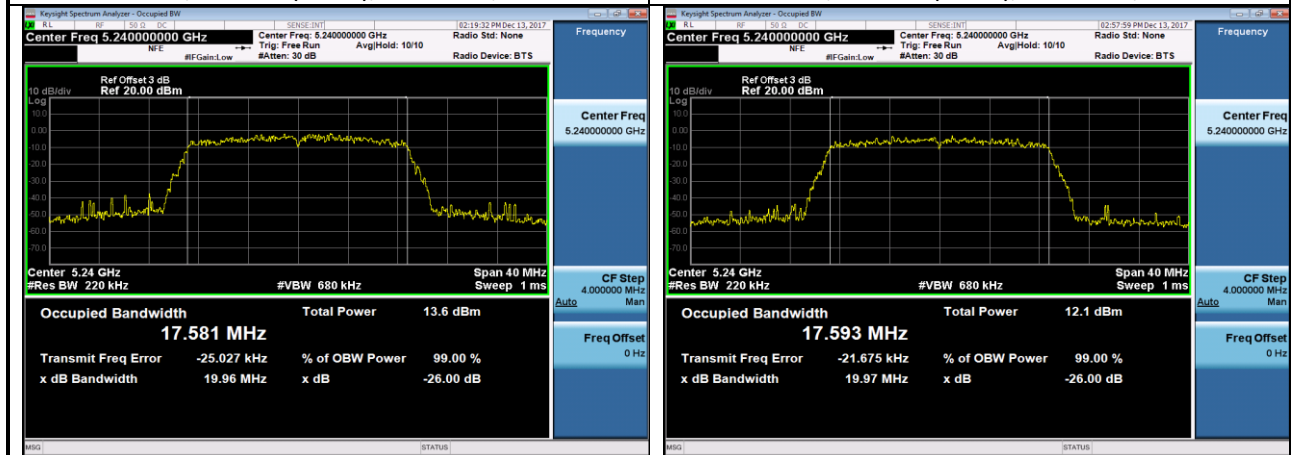 Keysight Spectrum Analyzer - Occupied BW
RL RF 50 Ω DC SENSE:INT 02:19:32 PM Dec 13, 2017
Center Freq 5.240000000 GHz
NFE
#IFGain:Low
Center Freq: 5.240000000 GHz
Trig: Free Run Avg|Hold: 10/10
#Atten: 30 dB
Radio Std: None
Radio Device: BTS
Ref Offset 3 dB
10 dB/div Ref 20.00 dBm
Log
10.0
0.00
-10.0
-20.0
-30.0
-40.0
-50.0
-60.0
-70.0
Center 5.24 GHz Span 40 MHz
#Res BW 220 kHz #VBW 680 kHz Sweep 1 ms
Occupied Bandwidth Total Power 13.6 dBm
17.581 MHz
Transmit Freq Error -25.027 kHz % of OBW Power 99.00 %
x dB Bandwidth 19.96 MHz x dB -26.00 dB
MSG STATUS
Frequency
Center Freq
5.240000000 GHz
CF Step
4.000000 MHz
Auto Man
Freq Offset
0 Hz
Keysight Spectrum Analyzer - Occupied BW
RL RF 50 Ω DC SENSE:INT 02:57:59 PM Dec 13, 2017
Center Freq 5.240000000 GHz
NFE
#IFGain:Low
Center Freq: 5.240000000 GHz
Trig: Free Run Avg|Hold: 10/10
#Atten: 30 dB
Radio Std: None
Radio Device: BTS
Ref Offset 3 dB
10 dB/div Ref 20.00 dBm
Log
10.0
0.00
-10.0
-20.0
-30.0
-40.0
-50.0
-60.0
-70.0
Center 5.24 GHz Span 40 MHz
#Res BW 220 kHz #VBW 680 kHz Sweep 1 ms
Occupied Bandwidth Total Power 12.1 dBm
17.593 MHz
Transmit Freq Error -21.675 kHz % of OBW Power 99.00 %
x dB Bandwidth 19.97 MHz x dB -26.00 dB
MSG STATUS
Frequency
Center Freq
5.240000000 GHz
CF Step
4.000000 MHz
Auto Man
Freq Offset
0 Hz